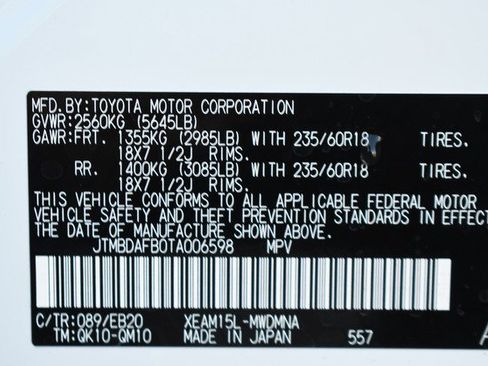 MFD.BY:TOYOTA MOTOR CORPORATION
GVWR:2560KG (5645LB)
GAWR:FRT. 1355KG (2985LB) WITH 235/60R18 TIRES.
18X7 1/2J RIMS.
RR. 1400KG (3085LB) WITH 235/60R18 TIRES.
18X7 1/2J RIMS.
THIS VEHICLE CONFORMS TO ALL APPLICABLE FEDERAL MOTOR
VEHICLE SAFETY AND THEFT PREVENTION STANDARDS IN EFFE
THE DATE OF MANUFACTURE SHOWN ABOVE.
JTMBDAFB0TA006598 MPV
C/TR:089/EB20 XEAM15L-MWDMNA
TM:QK10-QM10 MADE IN JAPAN 557